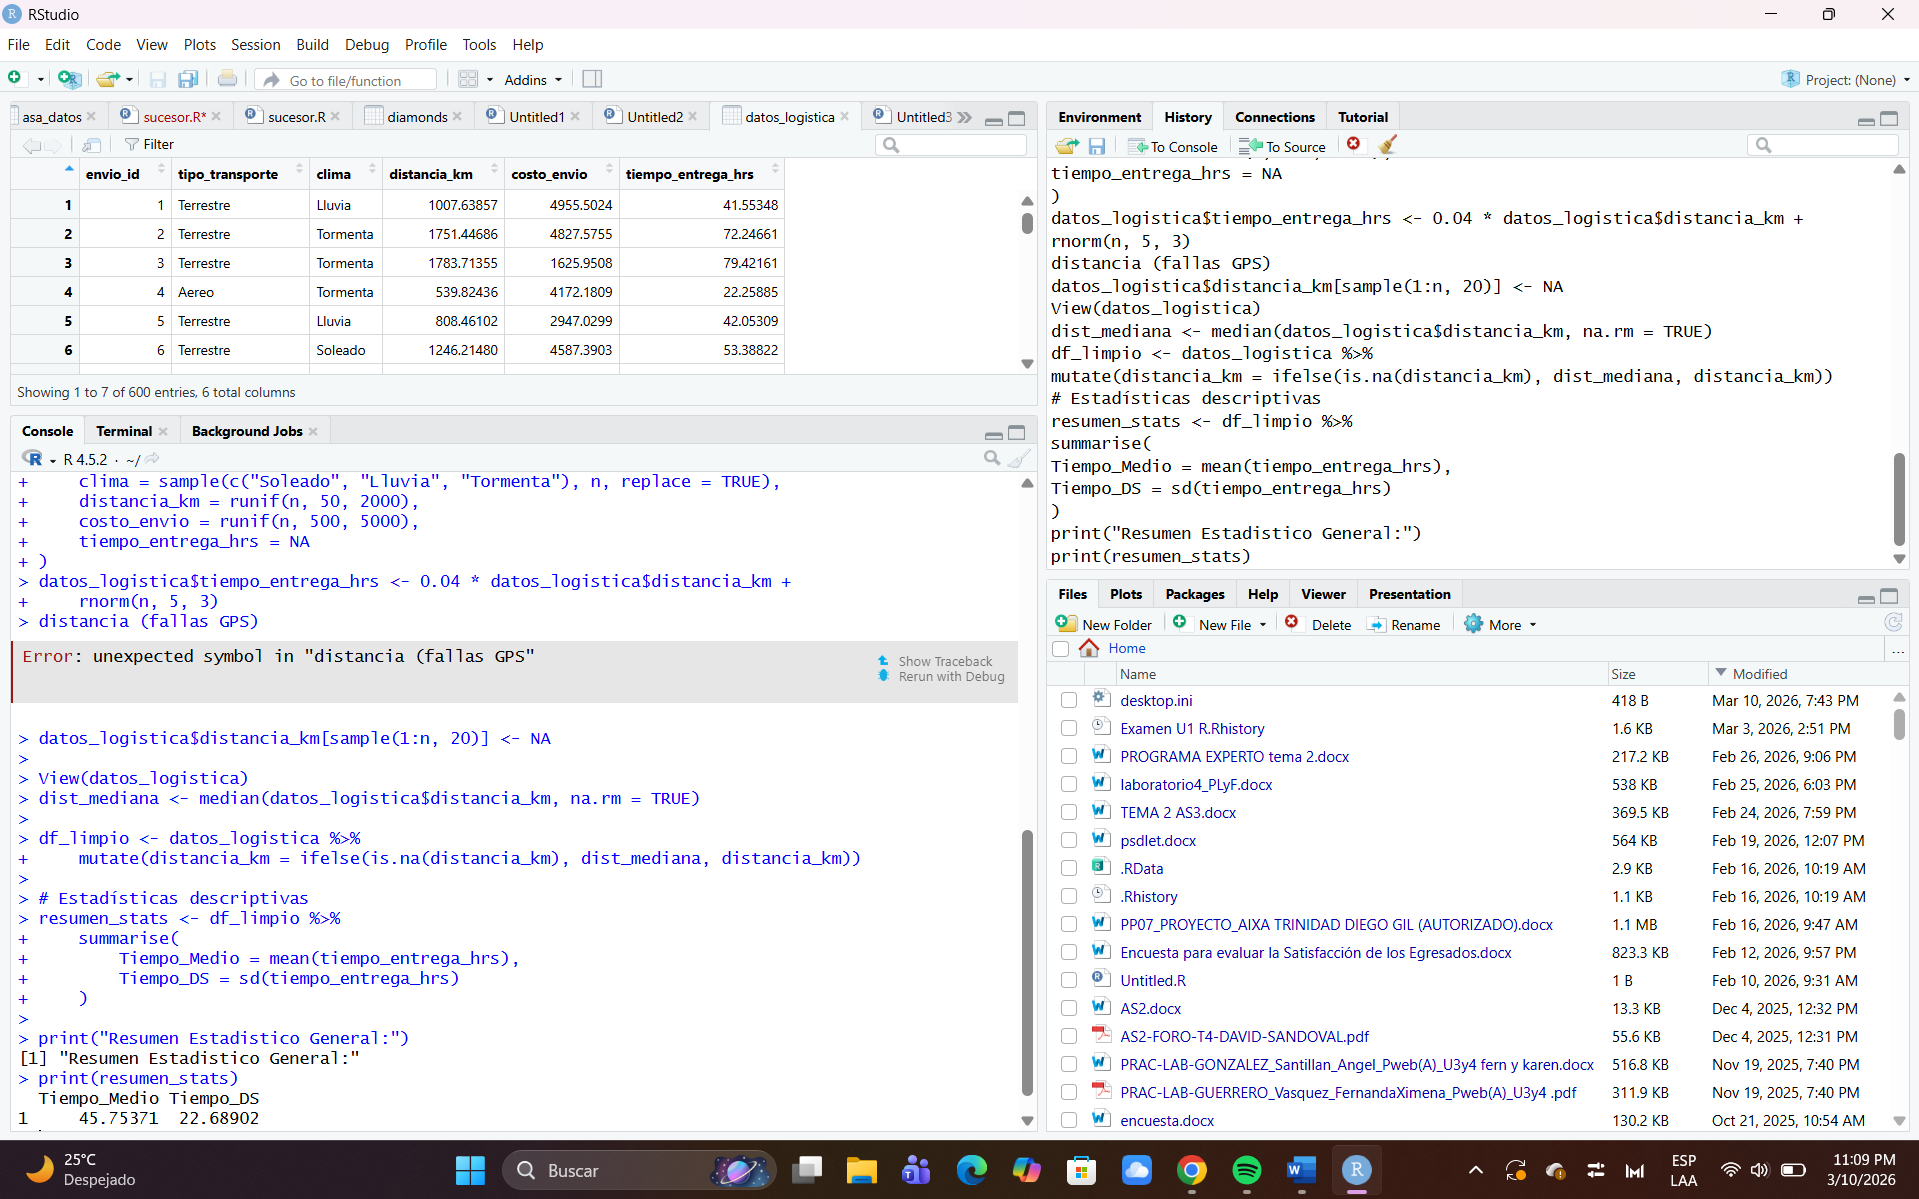 RStudio
File Edit Code View Plots Session Build Debug Profile Tools Help
Go to file/function Addins Project: (None)
asa_datos sucesor.R* sucesor.R diamonds Untitled1 Untitled2 datos_logistica Untitled3
Filter
envio_id tipo_transporte clima distancia_km costo_envio tiempo_entrega_hrs
1 1 Terrestre Lluvia 1007.63857 4955.5024 41.55348
2 2 Terrestre Tormenta 1751.44686 4827.5755 72.24661
3 3 Terrestre Tormenta 1783.71355 1625.9508 79.42161
4 4 Aereo Tormenta 539.82436 4172.1809 22.25885
5 5 Terrestre Lluvia 808.46102 2947.0299 42.05309
6 6 Terrestre Soleado 1246.21480 4587.3903 53.38822
Showing 1 to 7 of 600 entries, 6 total columns
Console Terminal Background Jobs
R 4.5.2 · ~/
+ clima = sample(c("Soleado", "Lluvia", "Tormenta"), n, replace = TRUE),
+ distancia_km = runif(n, 50, 2000),
+ costo_envio = runif(n, 500, 5000),
+ tiempo_entrega_hrs = NA
+ )
> datos_logistica$tiempo_entrega_hrs <- 0.04 * datos_logistica$distancia_km +
+ rnorm(n, 5, 3)
> distancia (fallas GPS)
Error: unexpected symbol in "distancia (fallas GPS"
Show Traceback
Rerun with Debug
> datos_logistica$distancia_km[sample(1:n, 20)] <- NA
>
> View(datos_logistica)
> dist_mediana <- median(datos_logistica$distancia_km, na.rm = TRUE)
>
> df_limpio <- datos_logistica %>%
+ mutate(distancia_km = ifelse(is.na(distancia_km), dist_mediana, distancia_km))
>
> # Estadísticas descriptivas
> resumen_stats <- df_limpio %>%
+ summarise(
+ Tiempo_Medio = mean(tiempo_entrega_hrs),
+ Tiempo_DS = sd(tiempo_entrega_hrs)
+ )
>
> print("Resumen Estadistico General:")
[1] "Resumen Estadistico General:"
> print(resumen_stats)
Tiempo_Medio Tiempo_DS
1 45.75371 22.68902
Environment History Connections Tutorial
To Console To Source
tiempo_entrega_hrs = NA
)
datos_logistica$tiempo_entrega_hrs <- 0.04 * datos_logistica$distancia_km +
rnorm(n, 5, 3)
distancia (fallas GPS)
datos_logistica$distancia_km[sample(1:n, 20)] <- NA
View(datos_logistica)
dist_mediana <- median(datos_logistica$distancia_km, na.rm = TRUE)
df_limpio <- datos_logistica %>%
mutate(distancia_km = ifelse(is.na(distancia_km), dist_mediana, distancia_km))
# Estadísticas descriptivas
resumen_stats <- df_limpio %>%
summarise(
Tiempo_Medio = mean(tiempo_entrega_hrs),
Tiempo_DS = sd(tiempo_entrega_hrs)
)
print("Resumen Estadistico General:")
print(resumen_stats)
Files Plots Packages Help Viewer Presentation
New Folder New File Delete Rename More
Home ...
Name Size Modified
desktop.ini 418 B Mar 10, 2026, 7:43 PM
Examen U1 R.Rhistory 1.6 KB Mar 3, 2026, 2:51 PM
PROGRAMA EXPERTO tema 2.docx 217.2 KB Feb 26, 2026, 9:06 PM
laboratorio4_PLyF.docx 538 KB Feb 25, 2026, 6:03 PM
TEMA 2 AS3.docx 369.5 KB Feb 24, 2026, 7:59 PM
psdlet.docx 564 KB Feb 19, 2026, 12:07 PM
.RData 2.9 KB Feb 16, 2026, 10:19 AM
.Rhistory 1.1 KB Feb 16, 2026, 10:19 AM
PP07_PROYECTO_AIXA TRINIDAD DIEGO GIL (AUTORIZADO).docx 1.1 MB Feb 16, 2026, 9:47 AM
Encuesta para evaluar la Satisfacción de los Egresados.docx 823.3 KB Feb 12, 2026, 9:57 PM
Untitled.R 1 B Feb 10, 2026, 9:31 AM
AS2.docx 13.3 KB Dec 4, 2025, 12:32 PM
AS2-FORO-T4-DAVID-SANDOVAL.pdf 55.6 KB Dec 4, 2025, 12:31 PM
PRAC-LAB-GONZALEZ_Santillan_Angel_Pweb(A)_U3y4 fern y karen.docx 516.8 KB Nov 19, 2025, 7:40 PM
PRAC-LAB-GUERRERO_Vasquez_FernandaXimena_Pweb(A)_U3y4 .pdf 311.9 KB Nov 19, 2025, 7:40 PM
encuesta.docx 130.2 KB Oct 21, 2025, 10:54 AM
25°C
Despejado
Buscar
ESP
LAA
11:09 PM
3/10/2026